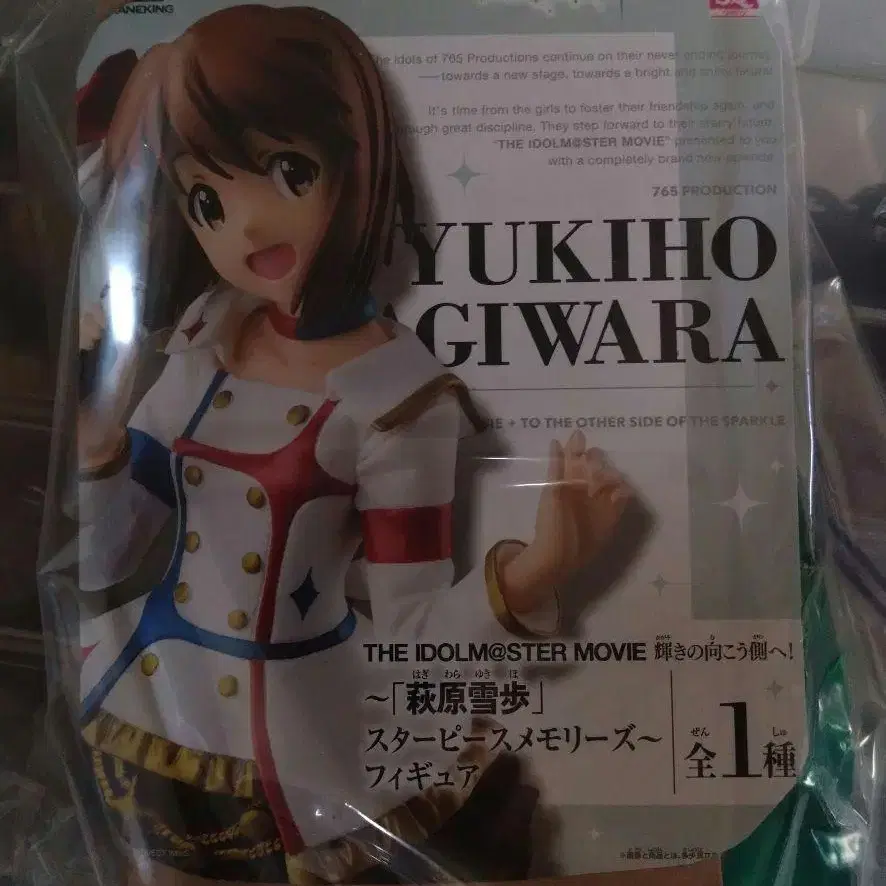 The idols of 765 Productions continue on their never ending journey
—towards a new stage, towards a bright and shiny future!
It's time from the girls to foster their friendship again, and
through great discipline. They step forward to their starry future.
"THE IDOLM@STER MOVIE" presented to you
with a completely brand new episode.
765 PRODUCTION
YUKIHO
GIWARA
+ TO THE OTHER SIDE OF THE SPARKLE
THE IDOLM@STER MOVIE 輝きの向こう側へ!
～「萩原雪歩」
スターピースメモリーズ～
フィギュア
全1種